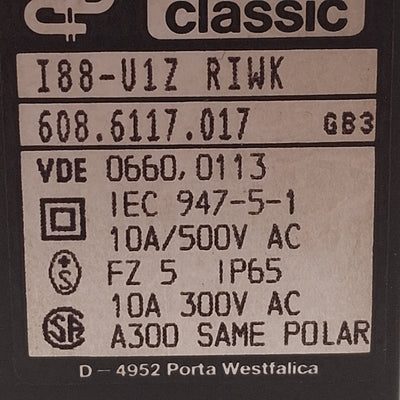 classic
I88-U1Z RIWK
608.6117.017 GB3
VDE 0660,0113
IEC 947-5-1
10A/500V AC
+S FZ 5 IP65
10A 300V AC
SA A300 SAME POLAR
D – 4952 Porta Westfalica